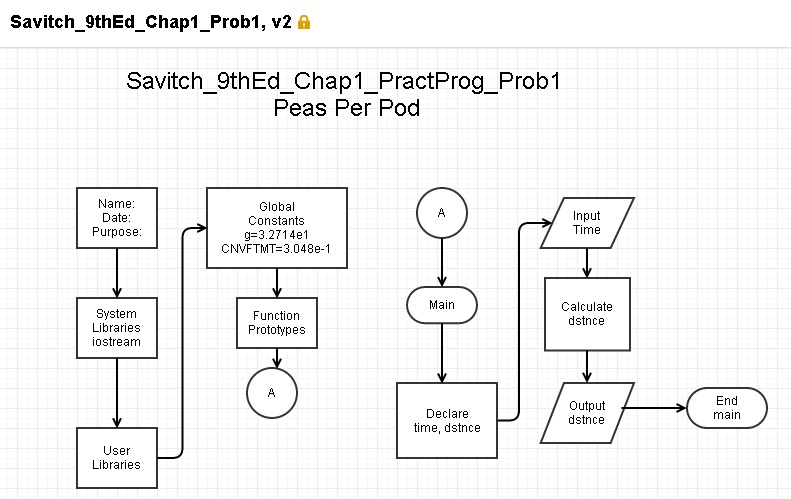 Savitch_9thEd_Chap1_Prob1, v2
Savitch_9thEd_Chap1_PractProg_Prob1
Peas Per Pod
Name:
Date:
Purpose:
System
Libraries
iostream
User
Libraries
Global
Constants
g=3.2714e1
CNVFTMT=3.048e-1
Function
Prototypes
A
A
Main
Declare
time, dstnce
Input
Time
Calculate
dstnce
Output
dstnce
End
main